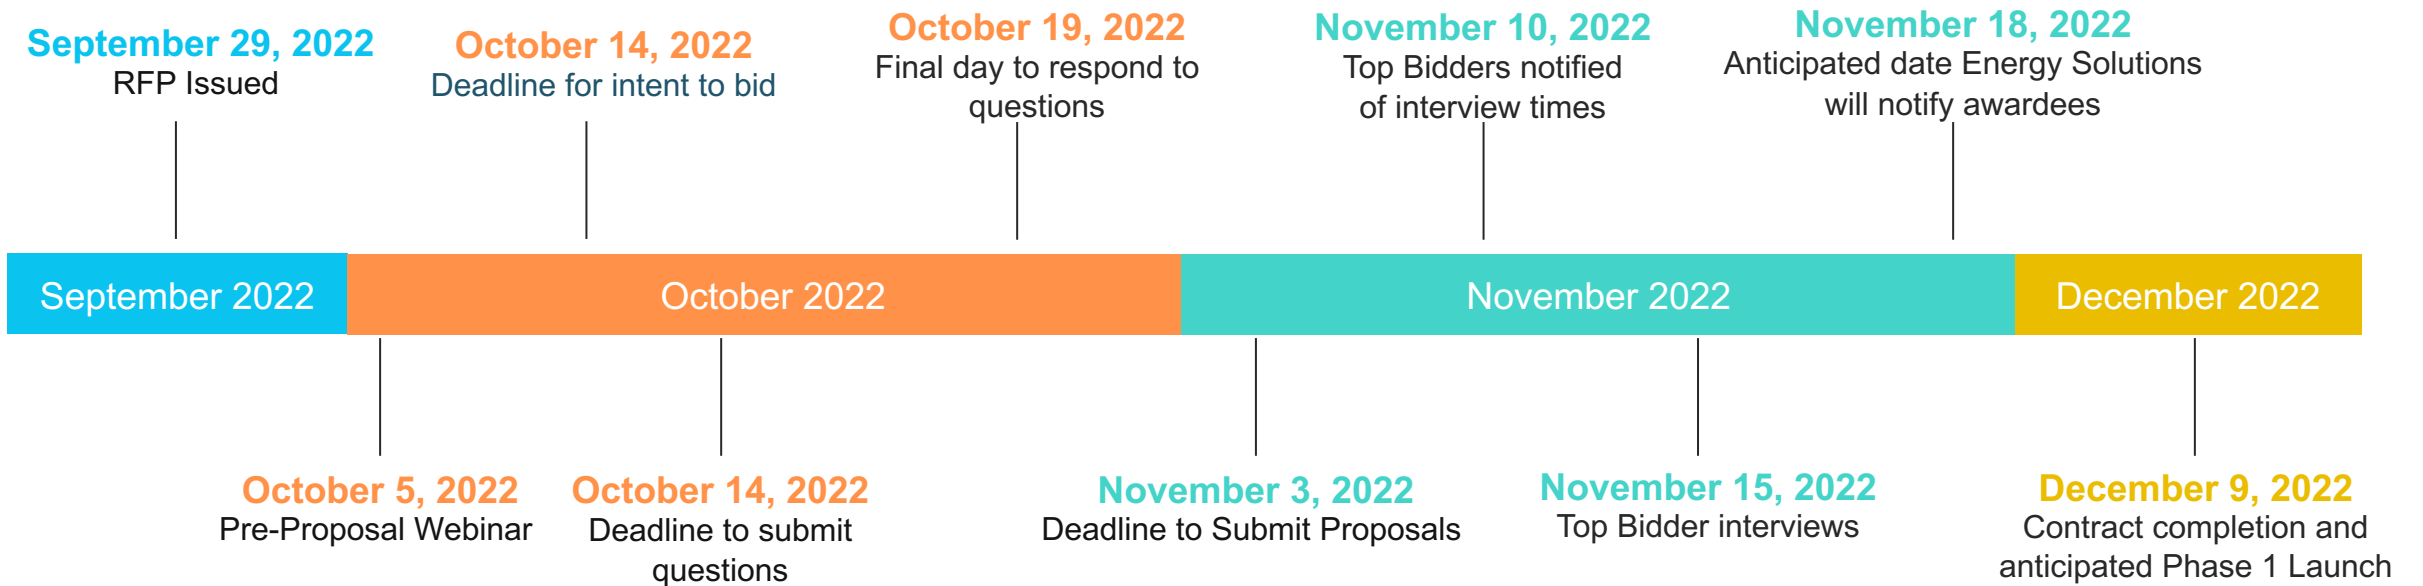 September 29, 2022
RFP Issued
October 14, 2022
Deadline for intent to bid
October 19, 2022
Final day to respond to
questions
November 10, 2022
Top Bidders notified
of interview times
November 18, 2022
Anticipated date Energy Solutions
will notify awardees
September 2022
October 2022
November 2022
December 2022
October 5, 2022
Pre-Proposal Webinar
October 14, 2022
Deadline to submit
questions
November 3, 2022
Deadline to Submit Proposals
November 15, 2022
Top Bidder interviews
December 9, 2022
Contract completion and
anticipated Phase 1 Launch